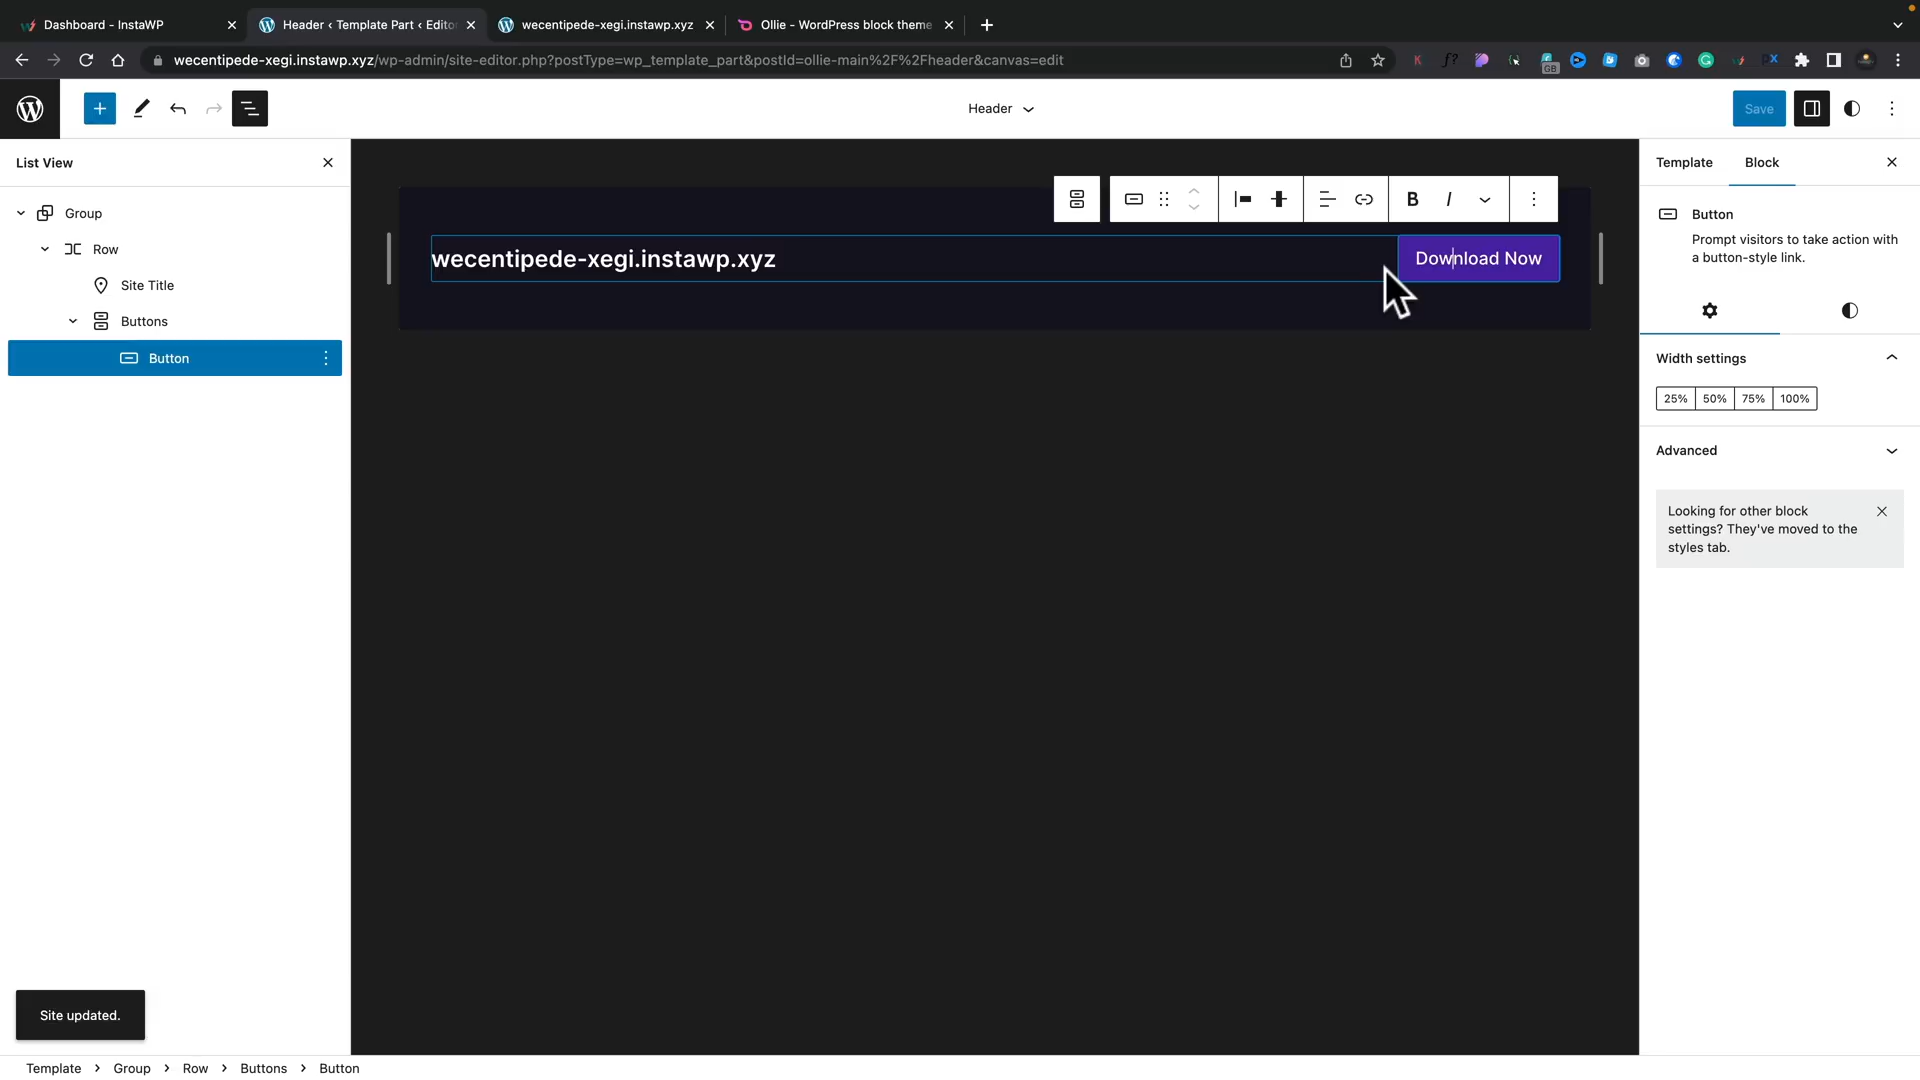 Dashboard - InstaWP
Header ‹ Template Part ‹ Editor
wecentipede-xegi.instawp.xyz
Ollie - WordPress block theme
wecentipede-xegi.instawp.xyz/wp-admin/site-editor.php?postType=wp_template_part&postId=ollie-main%2F%2Fheader&canvas=edit
GB
Header
Save
List View
Group
Row
Site Title
Buttons
Button
wecentipede-xegi.instawp.xyz
B I
Download Now
Template
Block
Button
Prompt visitors to take action with
a button-style link.
Width settings
25% 50% 75% 100%
Advanced
Looking for other block
settings? They've moved to the
styles tab.
Site updated.
Template > Group > Row > Buttons > Button